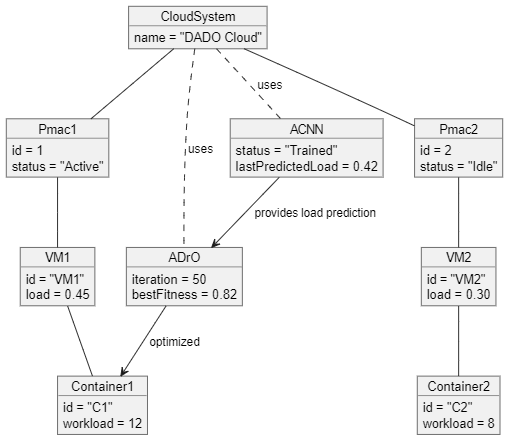 CloudSystem
name = "DADO Cloud"
uses
uses
Pmac1
id = 1
status = "Active"
ACNN
status = "Trained"
lastPredictedLoad = 0.42
Pmac2
id = 2
status = "Idle"
provides load prediction
VM1
id = "VM1"
load = 0.45
ADrO
iteration = 50
bestFitness = 0.82
VM2
id = "VM2"
load = 0.30
optimized
Container1
id = "C1"
workload = 12
Container2
id = "C2"
workload = 8